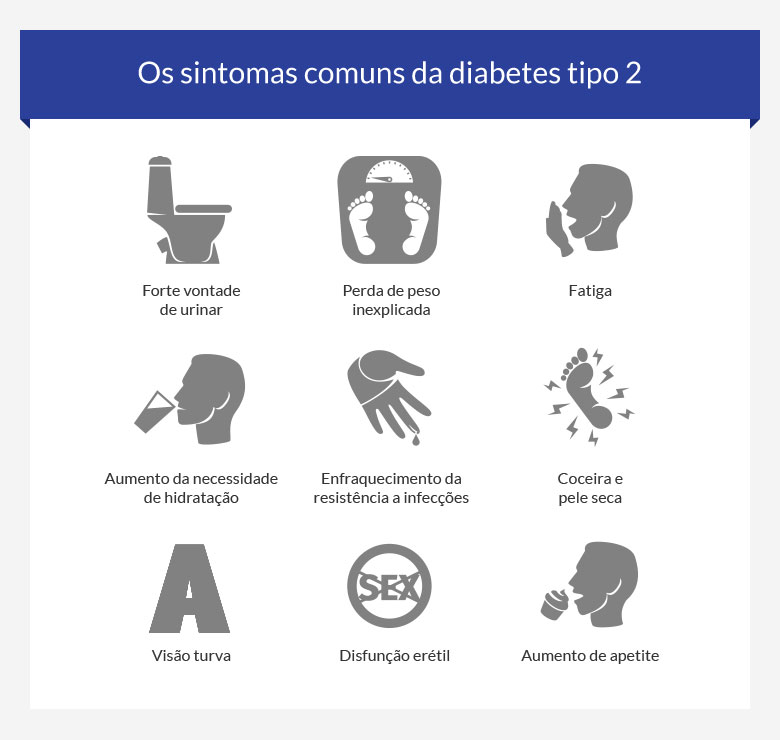 Os sintomas comuns da diabetes tipo 2
Forte vontade
de urinar
Perda de peso
inexplicada
Fatiga
Aumento da necessidade
de hidratação
Enfraquecimento da
resistência a infecções
Coceira e
pele seca
A
Visão turva
SEX
Disfunção erétil
Aumento de apetite